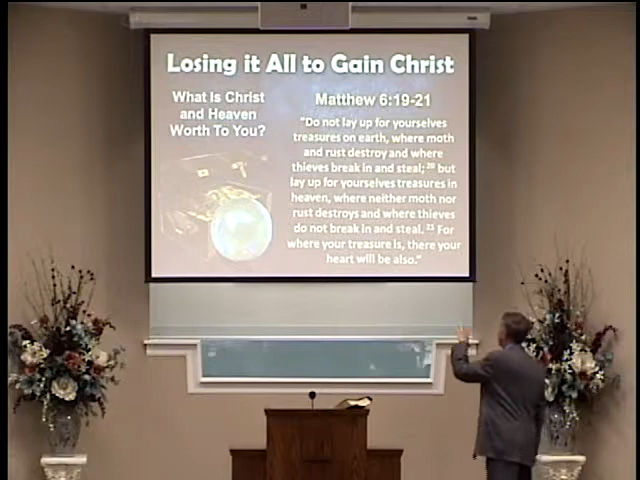 Losing it All to Gain Christ
What Is Christ
and Heaven
Worth To You?
Matthew 6:19-21
“Do not lay up for yourselves
treasures on earth, where moth
and rust destroy and where
thieves break in and steal; 20 but
lay up for yourselves treasures in
heaven, where neither moth nor
rust destroys and where thieves
do not break in and steal. 21 For
where your treasure is, there your
heart will be also.”